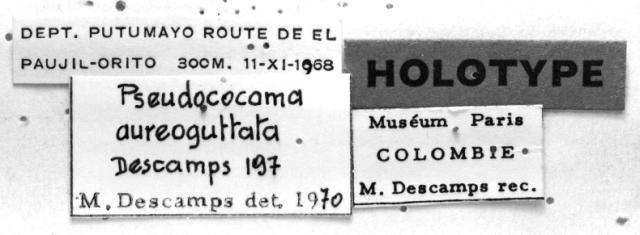 DEPT. PUTUMAYO ROUTE DE EL
PAUJIL-ORITO 300M. 11-XI-1968
HOLOTYPE
Pseudococama
aureoguttata
Descamps 197
M. Descamps det. 1970
Muséum Paris
COLOMBIE
M. Descamps rec.